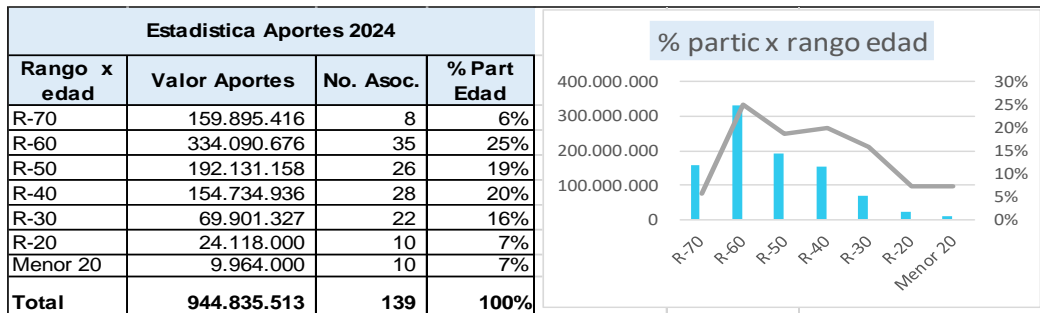 Estadistica Aportes 2024
Rango x edad Valor Aportes No. Asoc. % Part Edad
R-70 159.895.416 8 6%
R-60 334.090.676 35 25%
R-50 192.131.158 26 19%
R-40 154.734.936 28 20%
R-30 69.901.327 22 16%
R-20 24.118.000 10 7%
Menor 20 9.964.000 10 7%
Total 944.835.513 139 100%
% partic x rango edad
400.000.000 30%
300.000.000 25%
200.000.000 20%
100.000.000 15%
0 10%
5%
0%
R-70 R-60 R-50 R-40 R-30 R-20 Menor 20